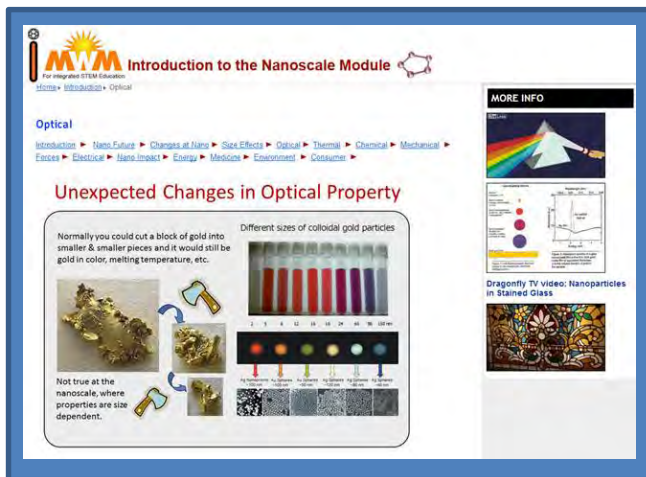 MWM
For Integrated STEM Education
Introduction to the Nanoscale Module
Home Introduction Optical
Optical
Introduction Nano Future Changes at Nano Size Effects Optical Thermal Chemical Mechanical
Forces Electrical Nano Impact Energy Medicine Environment Consumer
Unexpected Changes in Optical Property
Normally you could cut a block of gold into
smaller & smaller pieces and it would still be
gold in color, melting temperature, etc.
Not true at the
nanoscale, where
properties are size
dependent.
Different sizes of colloidal gold particles
MORE INFO
Dragonfly TV video: Nanoparticles
in Stained Glass